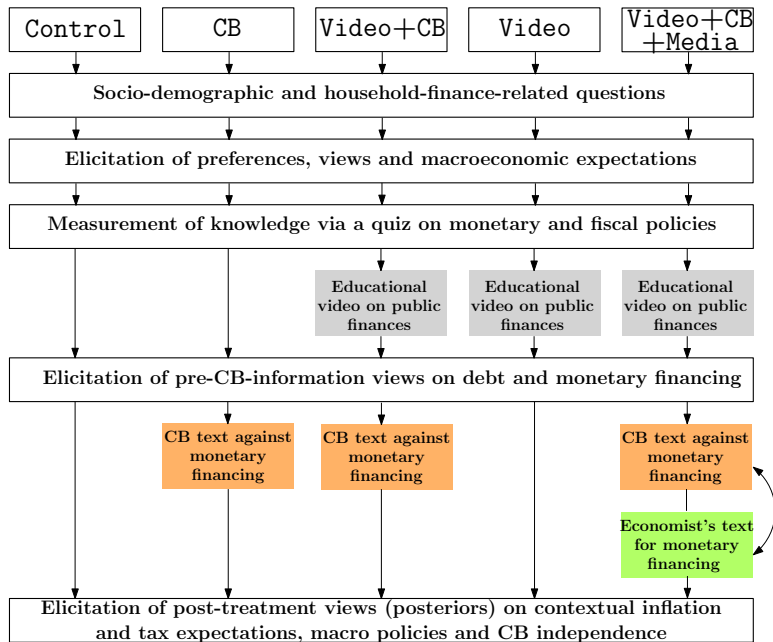 Control
CB
Video+CB
Video
Video+CB
+Media
Socio-demographic and household-finance-related questions
Elicitation of preferences, views and macroeconomic expectations
Measurement of knowledge via a quiz on monetary and fiscal policies
Educational
video on public
finances
Educational
video on public
finances
Educational
video on public
finances
Elicitation of pre-CB-information views on debt and monetary financing
CB text against
monetary
financing
CB text against
monetary
financing
CB text against
monetary
financing
Economist's text
for monetary
financing
Elicitation of post-treatment views (posteriors) on contextual inflation
and tax expectations, macro policies and CB independence